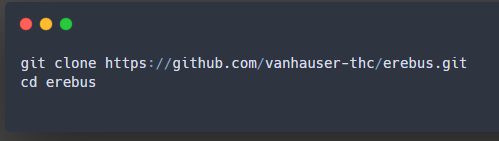 git clone https://github.com/vanhauser-thc/erebus.git
cd erebus